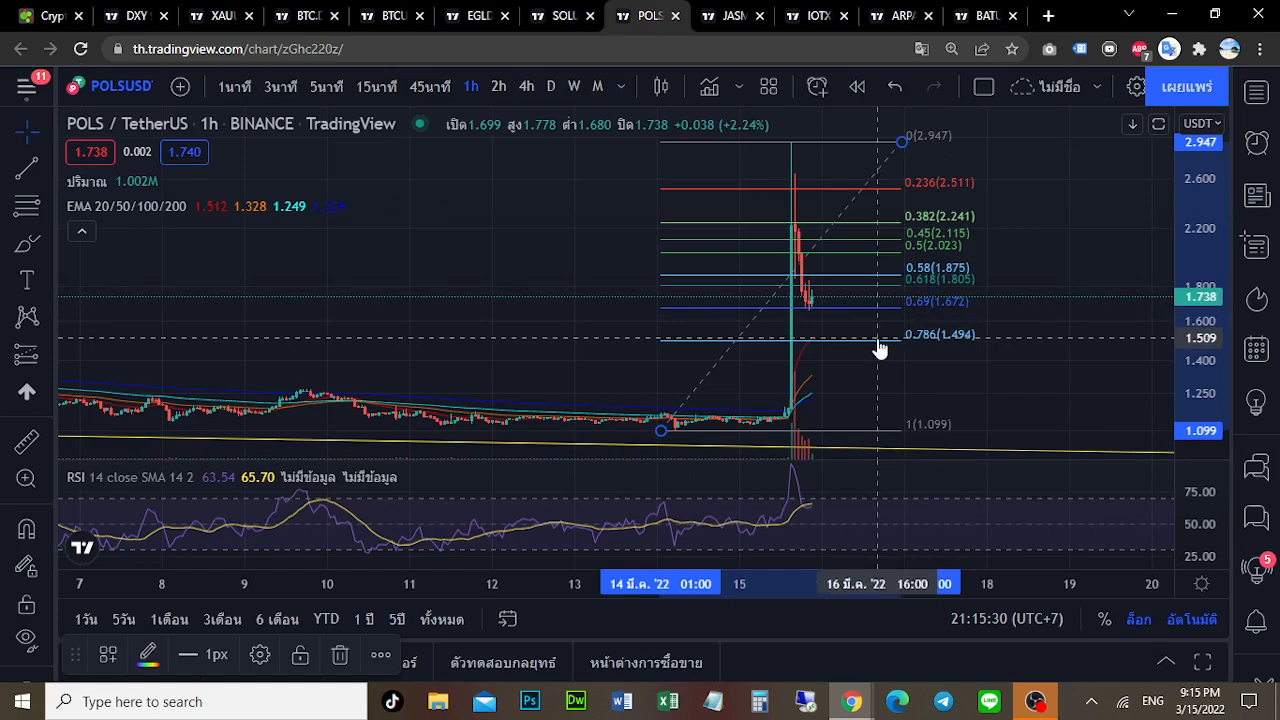 Cryp DXY XAU BTC.D BTCU EGLD SOLU POLS JASM IOTX ARPA BATU
th.tradingview.com/chart/zGhc220z/
11 POLSUSD 1นาที 3นาที 5นาที 15นาที 45นาที 1h 2h 4h D W M ไม่มีชื่อ เผยแพร่
POLS / TetherUS · 1h · BINANCE · TradingView เปิด1.699 สูง1.778 ต่ำ1.680 ปิด1.738 +0.038 (+2.24%) USDT
1.738 0.002 1.740
ปริมาณ 1.002M
EMA 20/50/100/200 1.512 1.328 1.249
0(2.947)
0.236(2.511)
0.382(2.241)
0.45(2.115)
0.5(2.023)
0.58(1.875)
0.618(1.805)
0.69(1.672)
0.786(1.494)
1(1.099)
2.947
2.600
2.200
1.800
1.738
1.600
1.509
1.400
1.250
1.099
RSI 14 close SMA 14 2 63.54 65.70 ไม่มีข้อมูล ไม่มีข้อมูล
75.00
50.00
25.00
7 8 9 10 11 12 13 14 มี.ค. '22 01:00 15 16 มี.ค. '22 16:00 :00 18 19 20
1วัน 5วัน 1เดือน 3เดือน 6 เดือน YTD 1 ปี 5ปี ทั้งหมด 21:15:30 (UTC+7) % ล็อก อัตโนมัติ
1px ตัวทดสอบกลยุทธ์ หน้าต่างการซื้อขาย
5
7
Type here to search
ENG
9:15 PM
3/15/2022